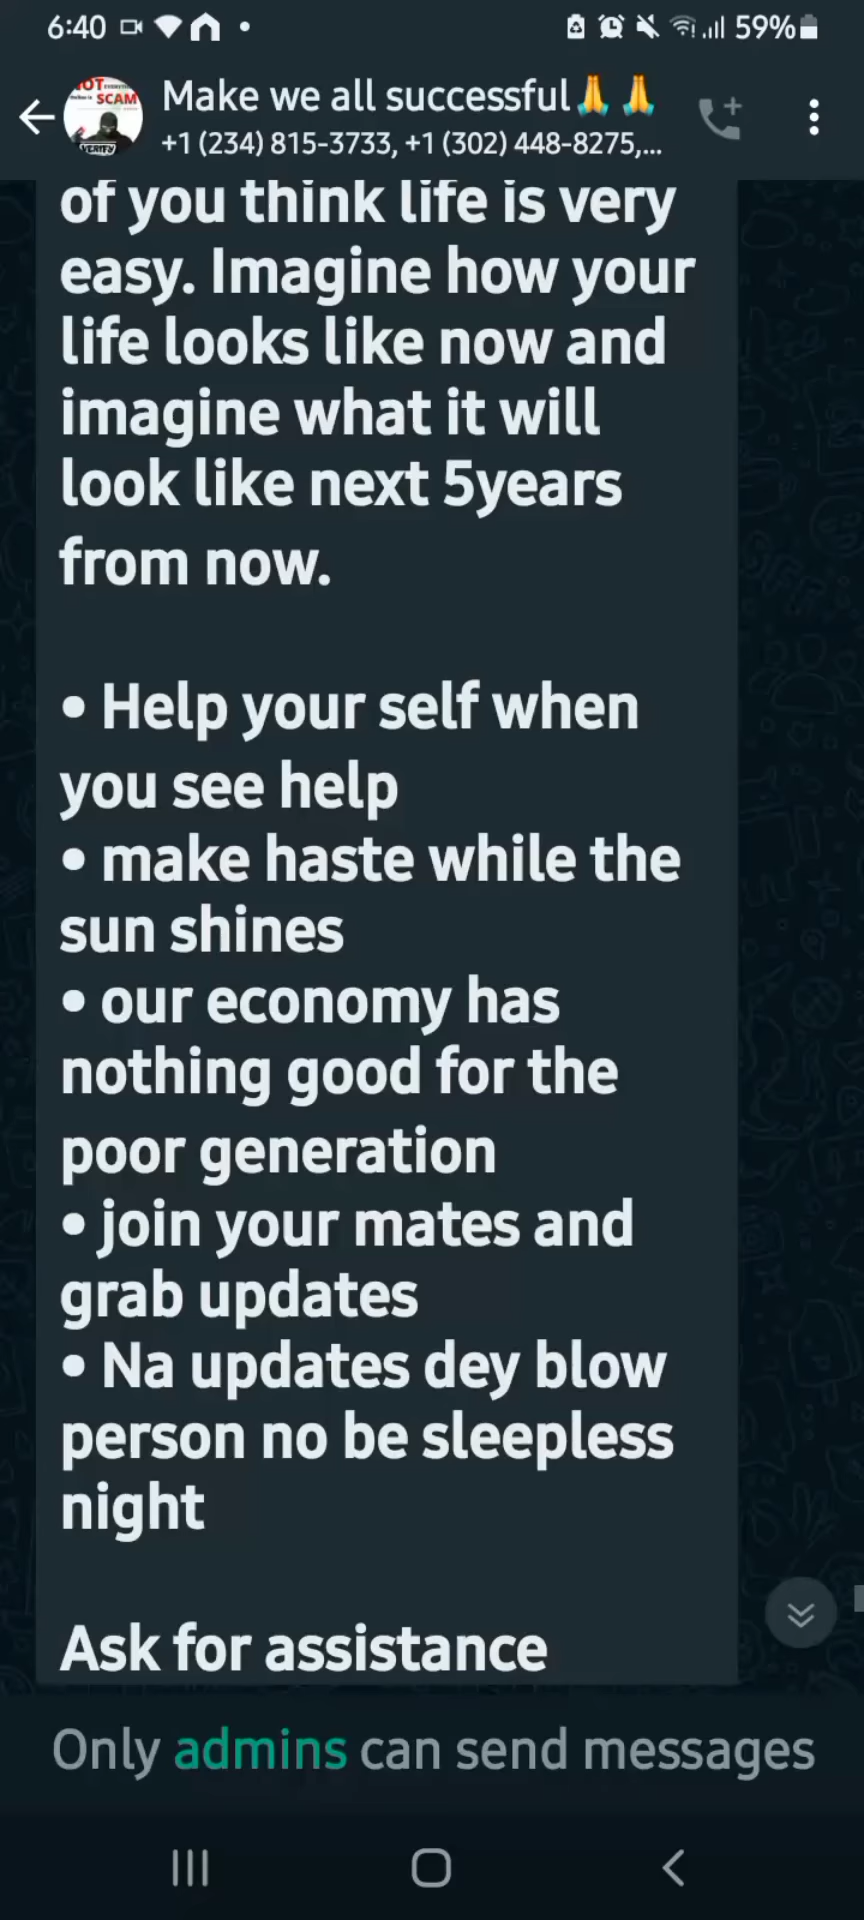 6:40
59%
SCAM
VERIFY
Make we all successful🙏🙏
+1 (234) 815-3733, +1 (302) 448-8275,...
of you think life is very
easy. Imagine how your
life looks like now and
imagine what it will
look like next 5years
from now.
• Help your self when
you see help
• make haste while the
sun shines
• our economy has
nothing good for the
poor generation
• join your mates and
grab updates
• Na updates dey blow
person no be sleepless
night
Ask for assistance
Only admins can send messages